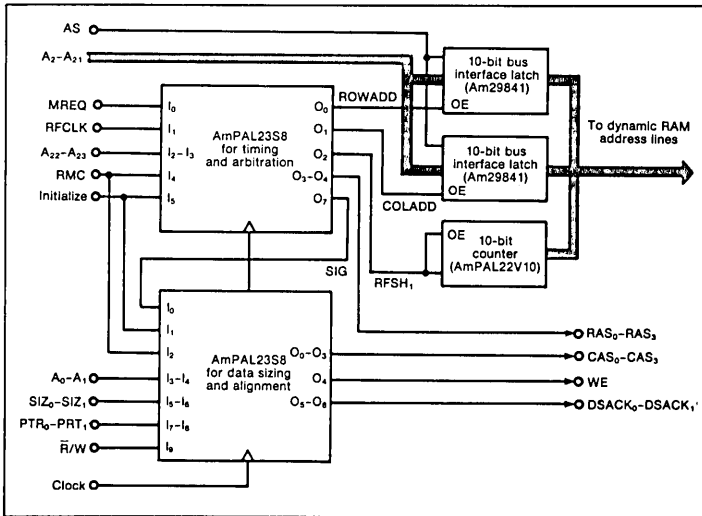 AS
A₂–A₂₁
10-bit bus
interface latch
(Am29841)
OE
MREQ
RFCLK
A₂₂–A₂₃
RMC
Initialize
I₀
I₁
I₂–I₃
I₄
I₅
AmPAL23S8
for timing
and arbitration
O₀
O₁
O₂
O₃–O₄
O₇
ROWADD
10-bit bus
interface latch
(Am29841)
OE
COLADD
To dynamic RAM
address lines
OE
10-bit
counter
(AmPAL22V10)
SIG
RFSH₁
I₀
I₁
I₂
I₃–I₄
I₅–I₆
I₇–I₈
I₉
AmPAL23S8
for data sizing
and alignment
O₀–O₃
O₄
O₅–O₆
A₀–A₁
SIZ₀–SIZ₁
PTR₀–PRT₁
R̅/W
Clock
RAS₀–RAS₃
CAS₀–CAS₃
WE
DSACK₀–DSACK₁'